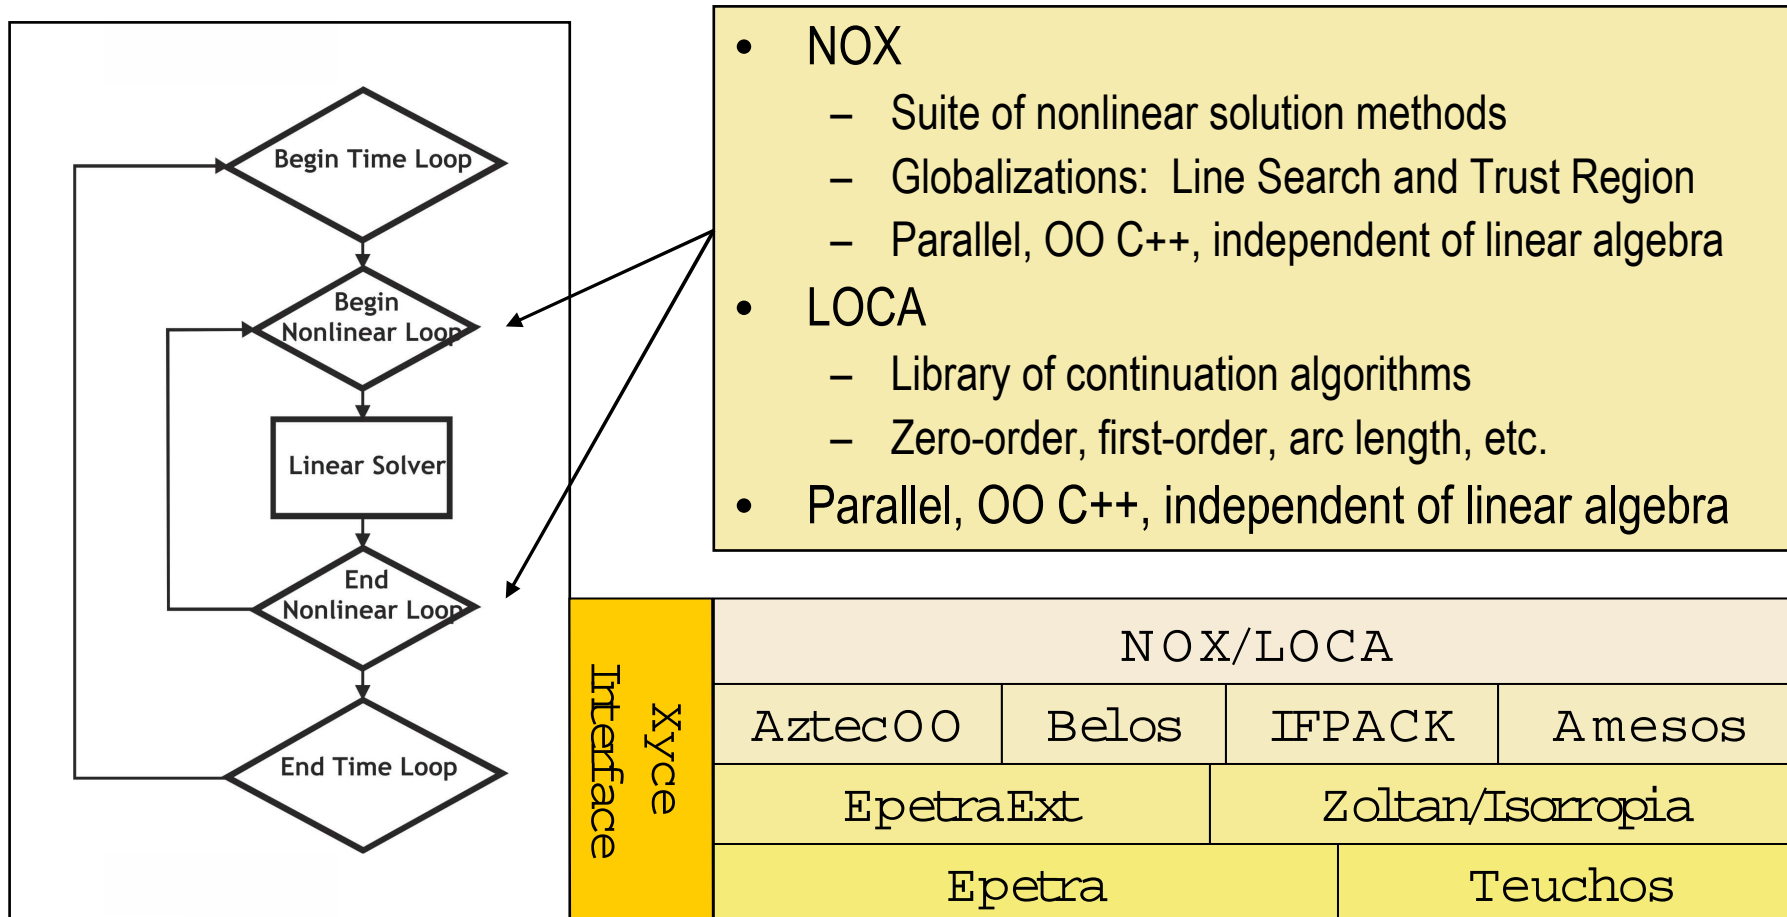 Begin Time Loop
Begin
Nonlinear Loop
Linear Solver
End
Nonlinear Loop
End Time Loop
• NOX
– Suite of nonlinear solution methods
– Globalizations: Line Search and Trust Region
– Parallel, OO C++, independent of linear algebra
• LOCA
– Library of continuation algorithms
– Zero-order, first-order, arc length, etc.
• Parallel, OO C++, independent of linear algebra
Xyce
Interface
NOX/LOCA
AztecOO Belos IFPACK Amesos
EpetraExt Zoltan/Isorropia
Epetra Teuchos